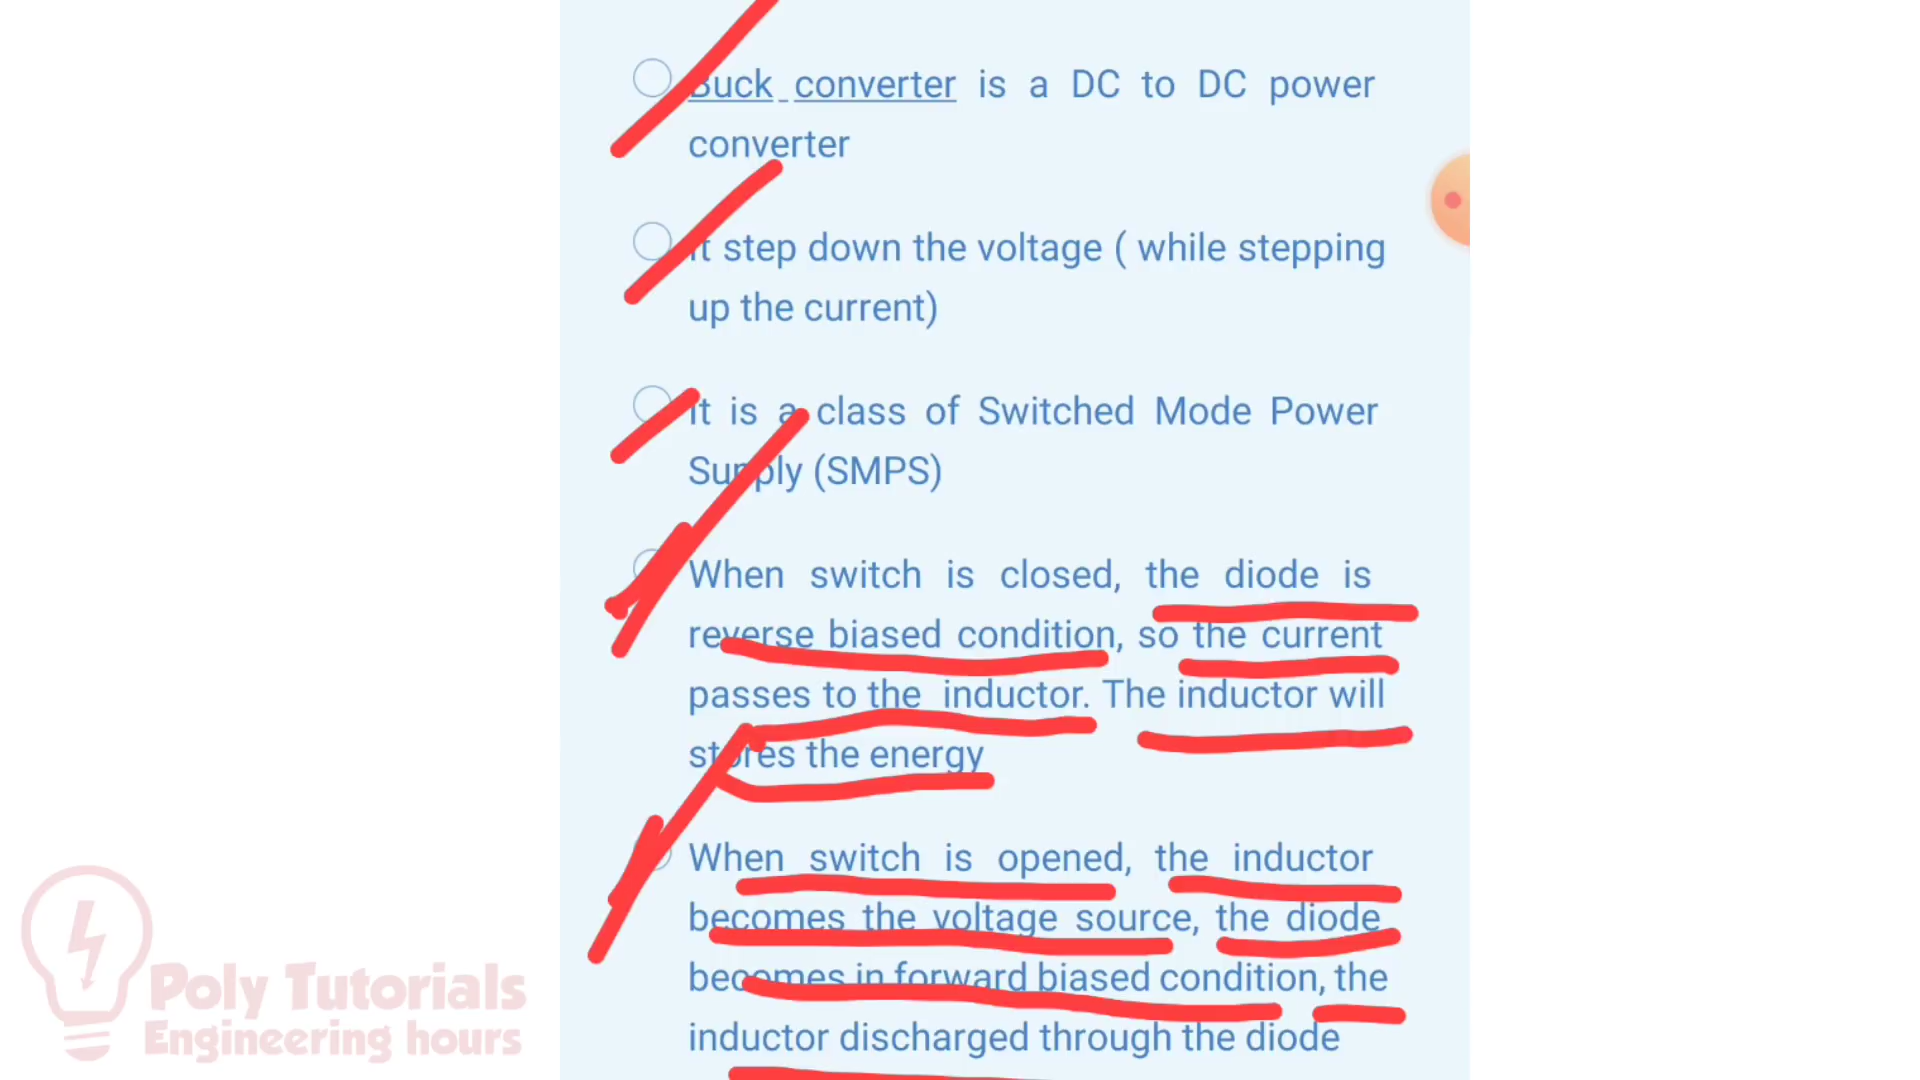 Buck converter is a DC to DC power
converter
It step down the voltage ( while stepping
up the current)
It is a class of Switched Mode Power
Supply (SMPS)
When switch is closed, the diode is
reverse biased condition, so the current
passes to the inductor. The inductor will
stores the energy
When switch is opened, the inductor
becomes the voltage source, the diode
becomes in forward biased condition, the
inductor discharged through the diode
Poly Tutorials
Engineering hours